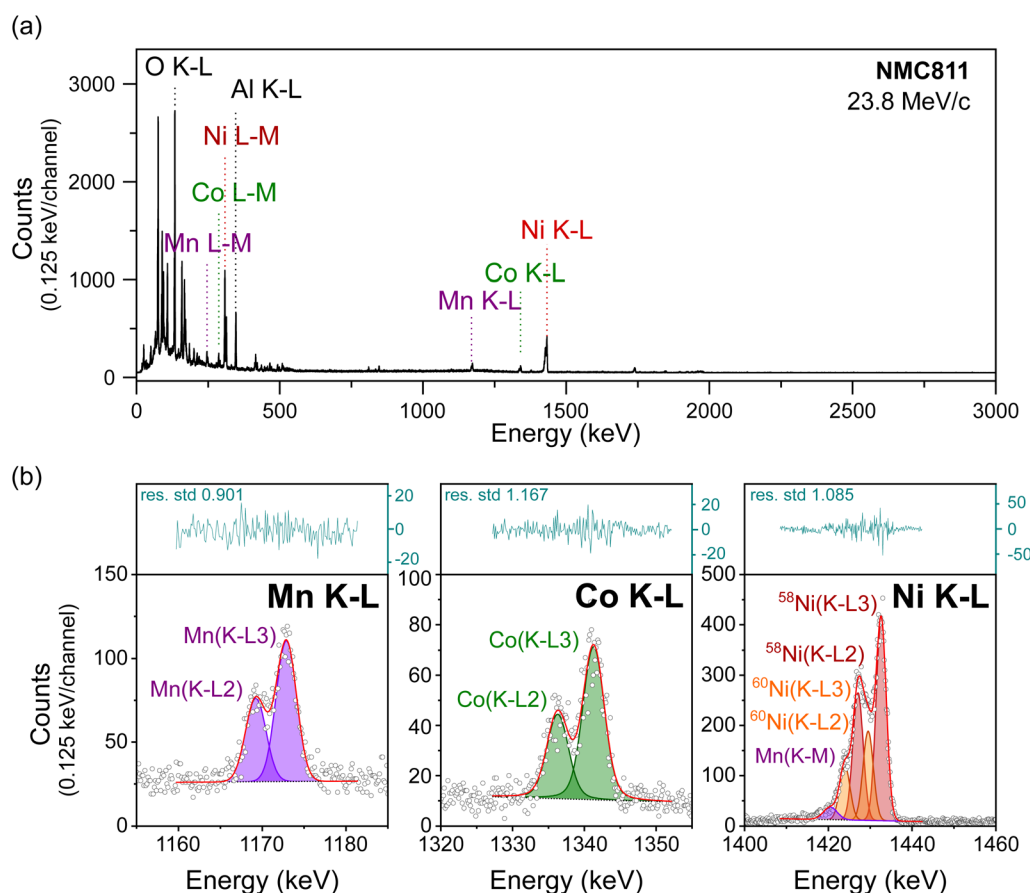 (a)
O K-L
Al K-L
Ni L-M
Co L-M
Mn L-M
Ni K-L
Co K-L
Mn K-L
NMC811
23.8 MeV/c
3000
2000
1000
0
Counts
(0.125 keV/channel)
0 500 1000 1500 2000 2500 3000
Energy (keV)
(b)
res. std 0.901
20
0
-20
res. std 1.167
20
0
-20
res. std 1.085
50
0
-50
Counts
(0.125 keV/channel)
150
100
50
0
Mn K-L
Mn(K-L3)
Mn(K-L2)
1160 1170 1180
Energy (keV)
100
80
60
40
20
0
Co K-L
Co(K-L3)
Co(K-L2)
1320 1330 1340 1350
Energy (keV)
500
400
300
200
100
0
Ni K-L
⁵⁸Ni(K-L3)
⁵⁸Ni(K-L2)
⁶⁰Ni(K-L3)
⁶⁰Ni(K-L2)
Mn(K-M)
1400 1420 1440 1460
Energy (keV)